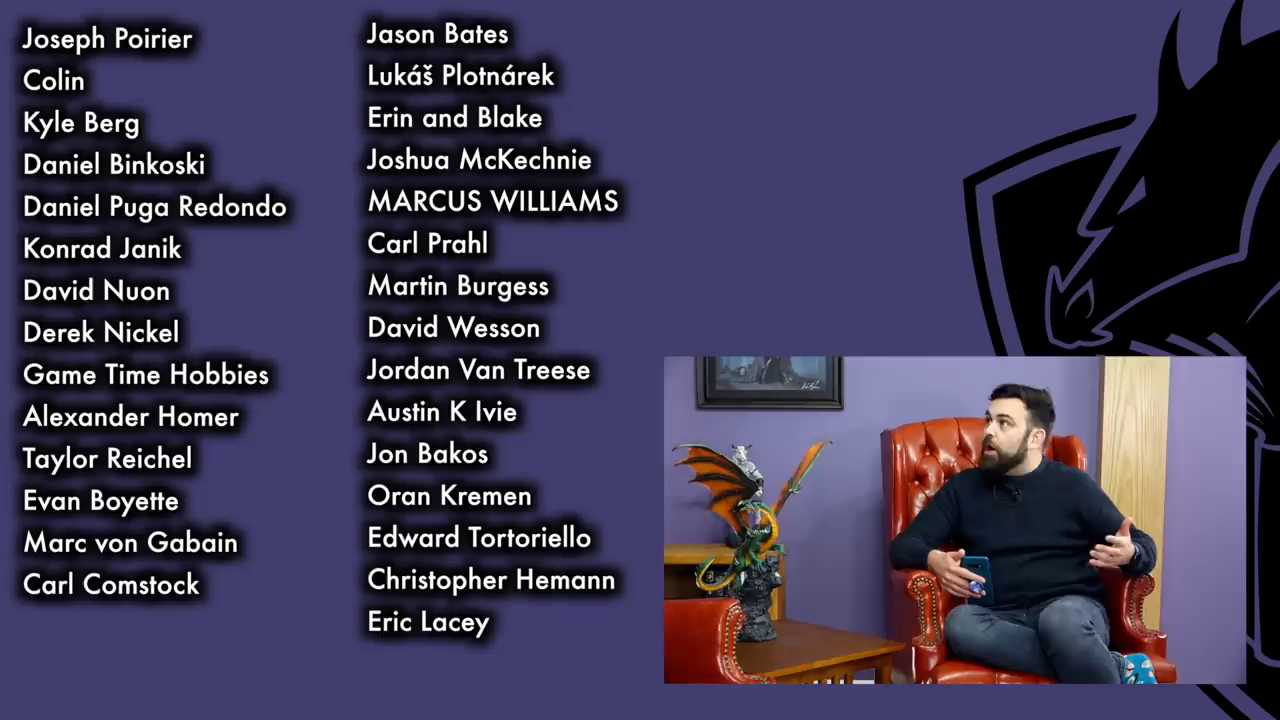 Joseph Poirier
Colin
Kyle Berg
Daniel Binkoski
Daniel Puga Redondo
Konrad Janik
David Nuon
Derek Nickel
Game Time Hobbies
Alexander Homer
Taylor Reichel
Evan Boyette
Marc von Gabain
Carl Comstock
Jason Bates
Lukáš Plotnárek
Erin and Blake
Joshua McKechnie
MARCUS WILLIAMS
Carl Prahl
Martin Burgess
David Wesson
Jordan Van Treese
Austin K Ivie
Jon Bakos
Oran Kremen
Edward Tortoriello
Christopher Hemann
Eric Lacey